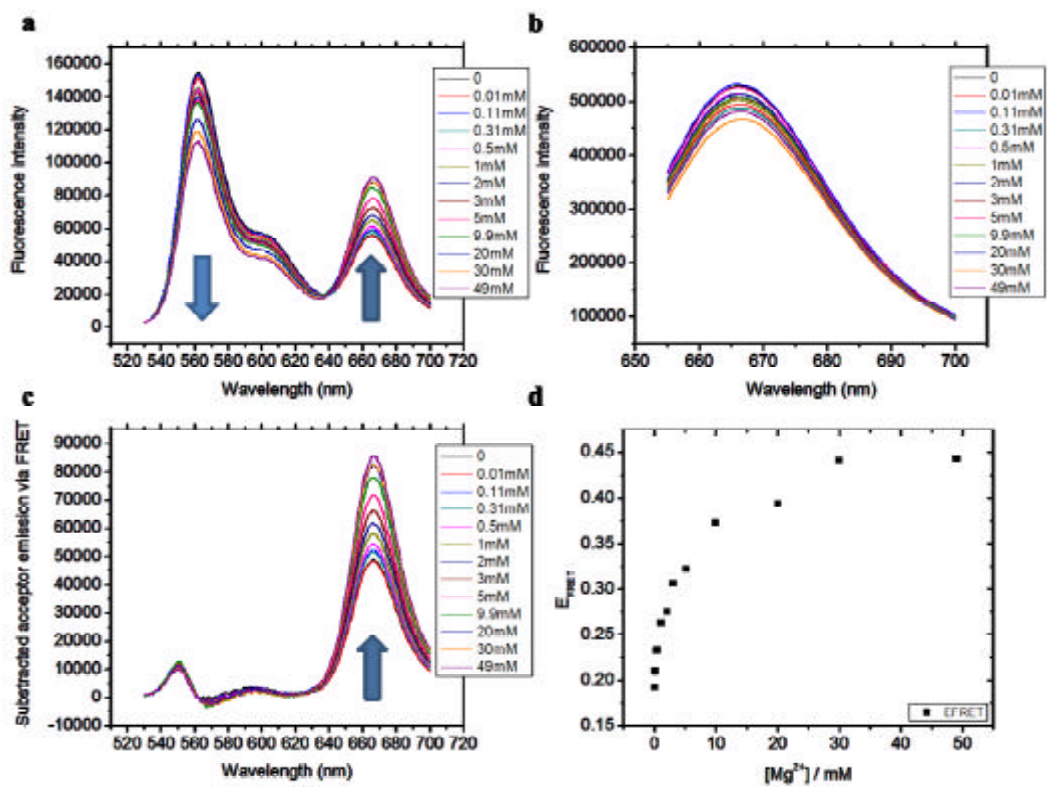 a
Fluorescence intensity
160000
140000
120000
100000
80000
60000
40000
20000
0
520 540 560 580 600 620 640 660 680 700 720
Wavelength (nm)
0
0.01mM
0.11mM
0.31mM
0.5mM
1mM
2mM
3mM
5mM
9.9mM
20mM
30mM
49mM
b
Fluorescence intensity
600000
500000
400000
300000
200000
100000
650 660 670 680 690 700
Wavelength (nm)
0
0.01mM
0.11mM
0.31mM
0.5mM
1mM
2mM
3mM
5mM
9.9mM
20mM
30mM
49mM
c
Substracted acceptor emission via FRET
90000
80000
70000
60000
50000
40000
30000
20000
10000
0
-10000
520 540 560 580 600 620 640 660 680 700 720
Wavelength (nm)
0
0.01mM
0.11mM
0.31mM
0.5mM
1mM
2mM
3mM
5mM
9.9mM
20mM
30mM
49mM
d
E_FRET
0.45
0.40
0.35
0.30
0.25
0.20
0.15
0 10 20 30 40 50
[Mg²⁺] / mM
EFRET